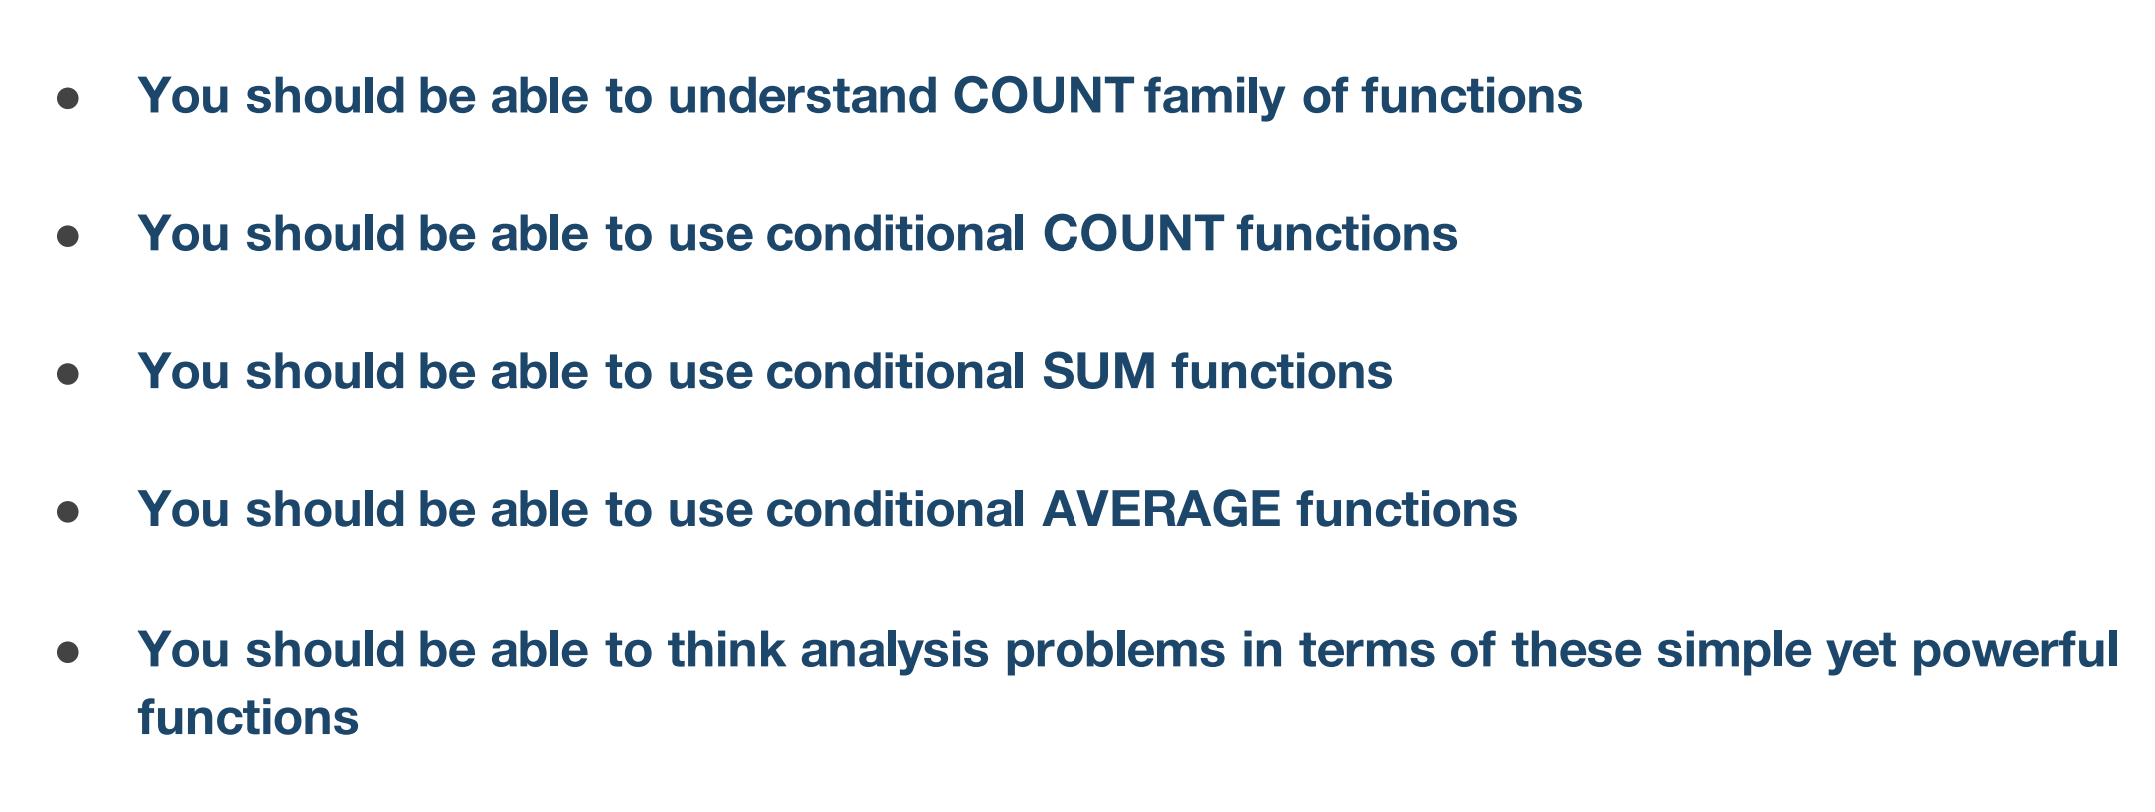 ● You should be able to understand COUNT family of functions
● You should be able to use conditional COUNT functions
● You should be able to use conditional SUM functions
● You should be able to use conditional AVERAGE functions
● You should be able to think analysis problems in terms of these simple yet powerful
functions